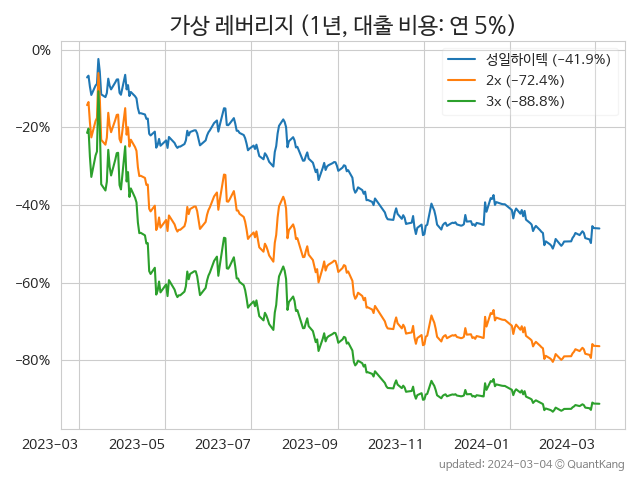 가상 레버리지 (1년, 대출 비용: 연 5%)
0%
−20%
−40%
−60%
−80%
성일하이텍 (−41.9%)
2x (−72.4%)
3x (−88.8%)
2023−03 2023−05 2023−07 2023−09 2023−11 2024−01 2024−03
updated: 2024−03−04 © QuantKang